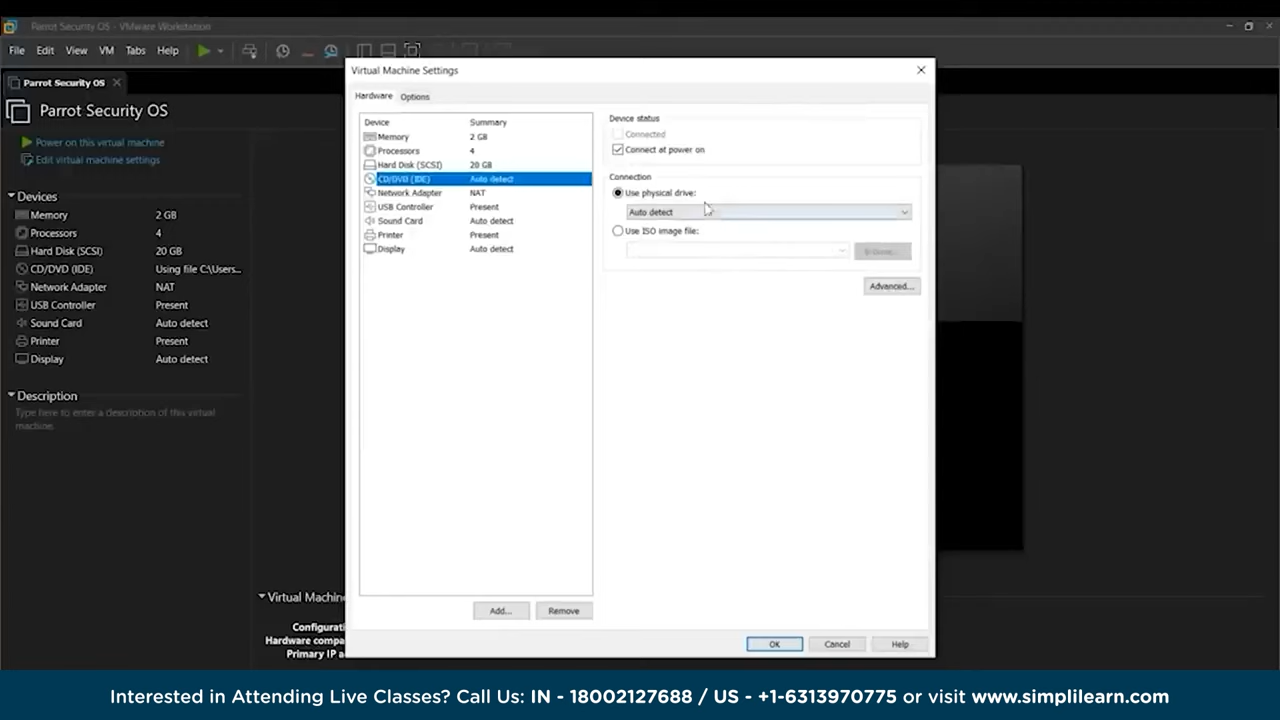 Parrot Security OS - VMware Workstation
File Edit View VM Tabs Help
Parrot Security OS
Parrot Security OS
Power on this virtual machine
Edit virtual machine settings
Devices
Memory 2 GB
Processors 4
Hard Disk (SCSI) 20 GB
CD/DVD (IDE) Using file C:\Users...
Network Adapter NAT
USB Controller Present
Sound Card Auto detect
Printer Present
Display Auto detect
Description
Type here to enter a description of this virtual
machine.
Virtual Machine Settings
Hardware Options
Device Summary
Memory 2 GB
Processors 4
Hard Disk (SCSI) 20 GB
CD/DVD (IDE) Auto detect
Network Adapter NAT
USB Controller Present
Sound Card Auto detect
Printer Present
Display Auto detect
Add... Remove
Device status
Connected
Connect at power on
Connection
Use physical drive:
Auto detect
Use ISO image file:
Browse...
Advanced...
OK Cancel Help
Virtual Machin
Configurati
Hardware compa
Primary IP a
Interested in Attending Live Classes? Call Us: IN - 18002127688 / US - +1-6313970775 or visit www.simplilearn.com